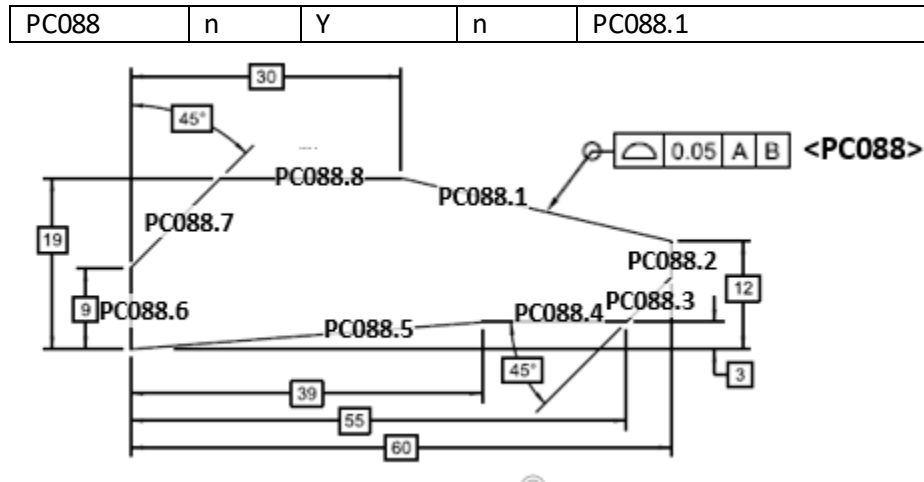 PC088 n Y n PC088.1
30
45°
0.05 A B <PC088>
PC088.8
PC088.1
19
PC088.7
PC088.2
9
PC088.6
12
PC088.3
PC088.4
PC088.5
45°
3
39
55
60